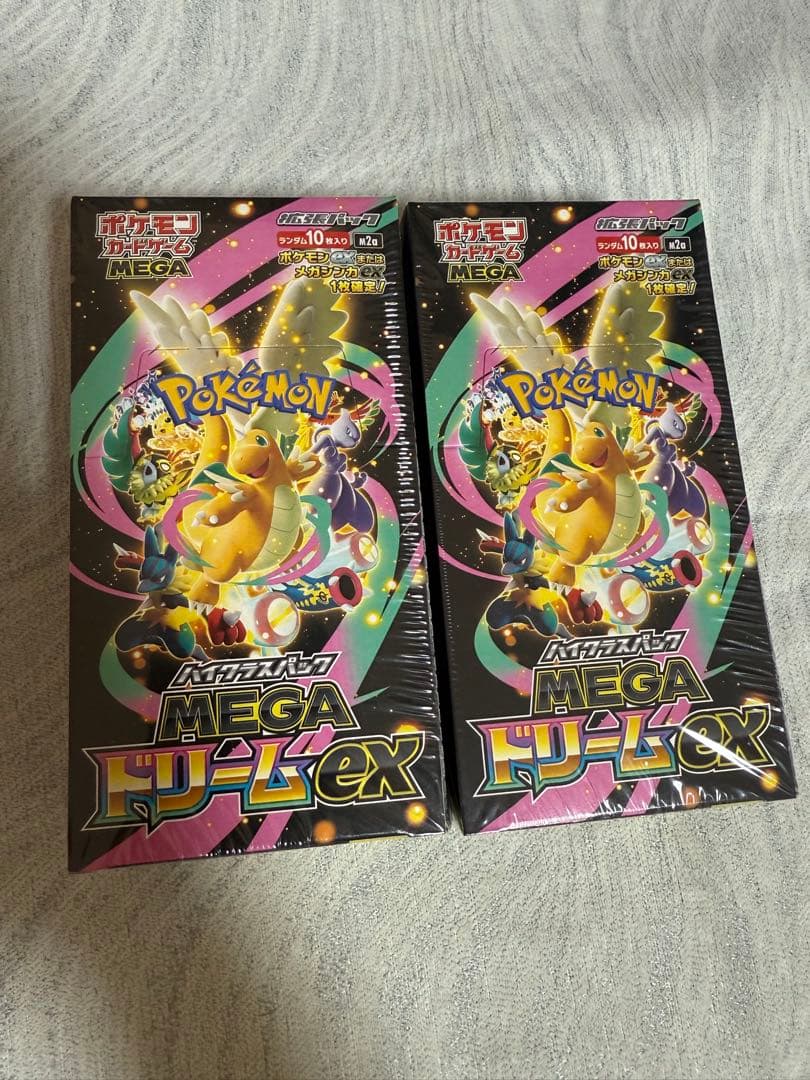 ポケモン
カードゲーム
MEGA
拡張パック
ランダム10枚入り
M2a
ポケモンexまたは
メガシンカex
1枚確定!
POKéMON
ハイクラスパック
MEGA
ドリームex
ポケモン
カードゲーム
MEGA
拡張パック
ランダム10枚入り
M2a
ポケモンexまたは
メガシンカex
1枚確定!
POKéMON
ハイクラスパック
MEGA
ドリームex